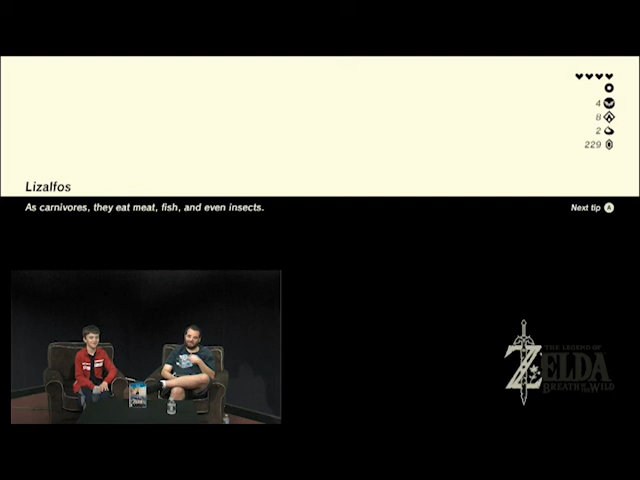 4
8
2
229
Lizalfos
As carnivores, they eat meat, fish, and even insects.
Next tip A
THE LEGEND OF
ZELDA
BREATH OF THE WILD